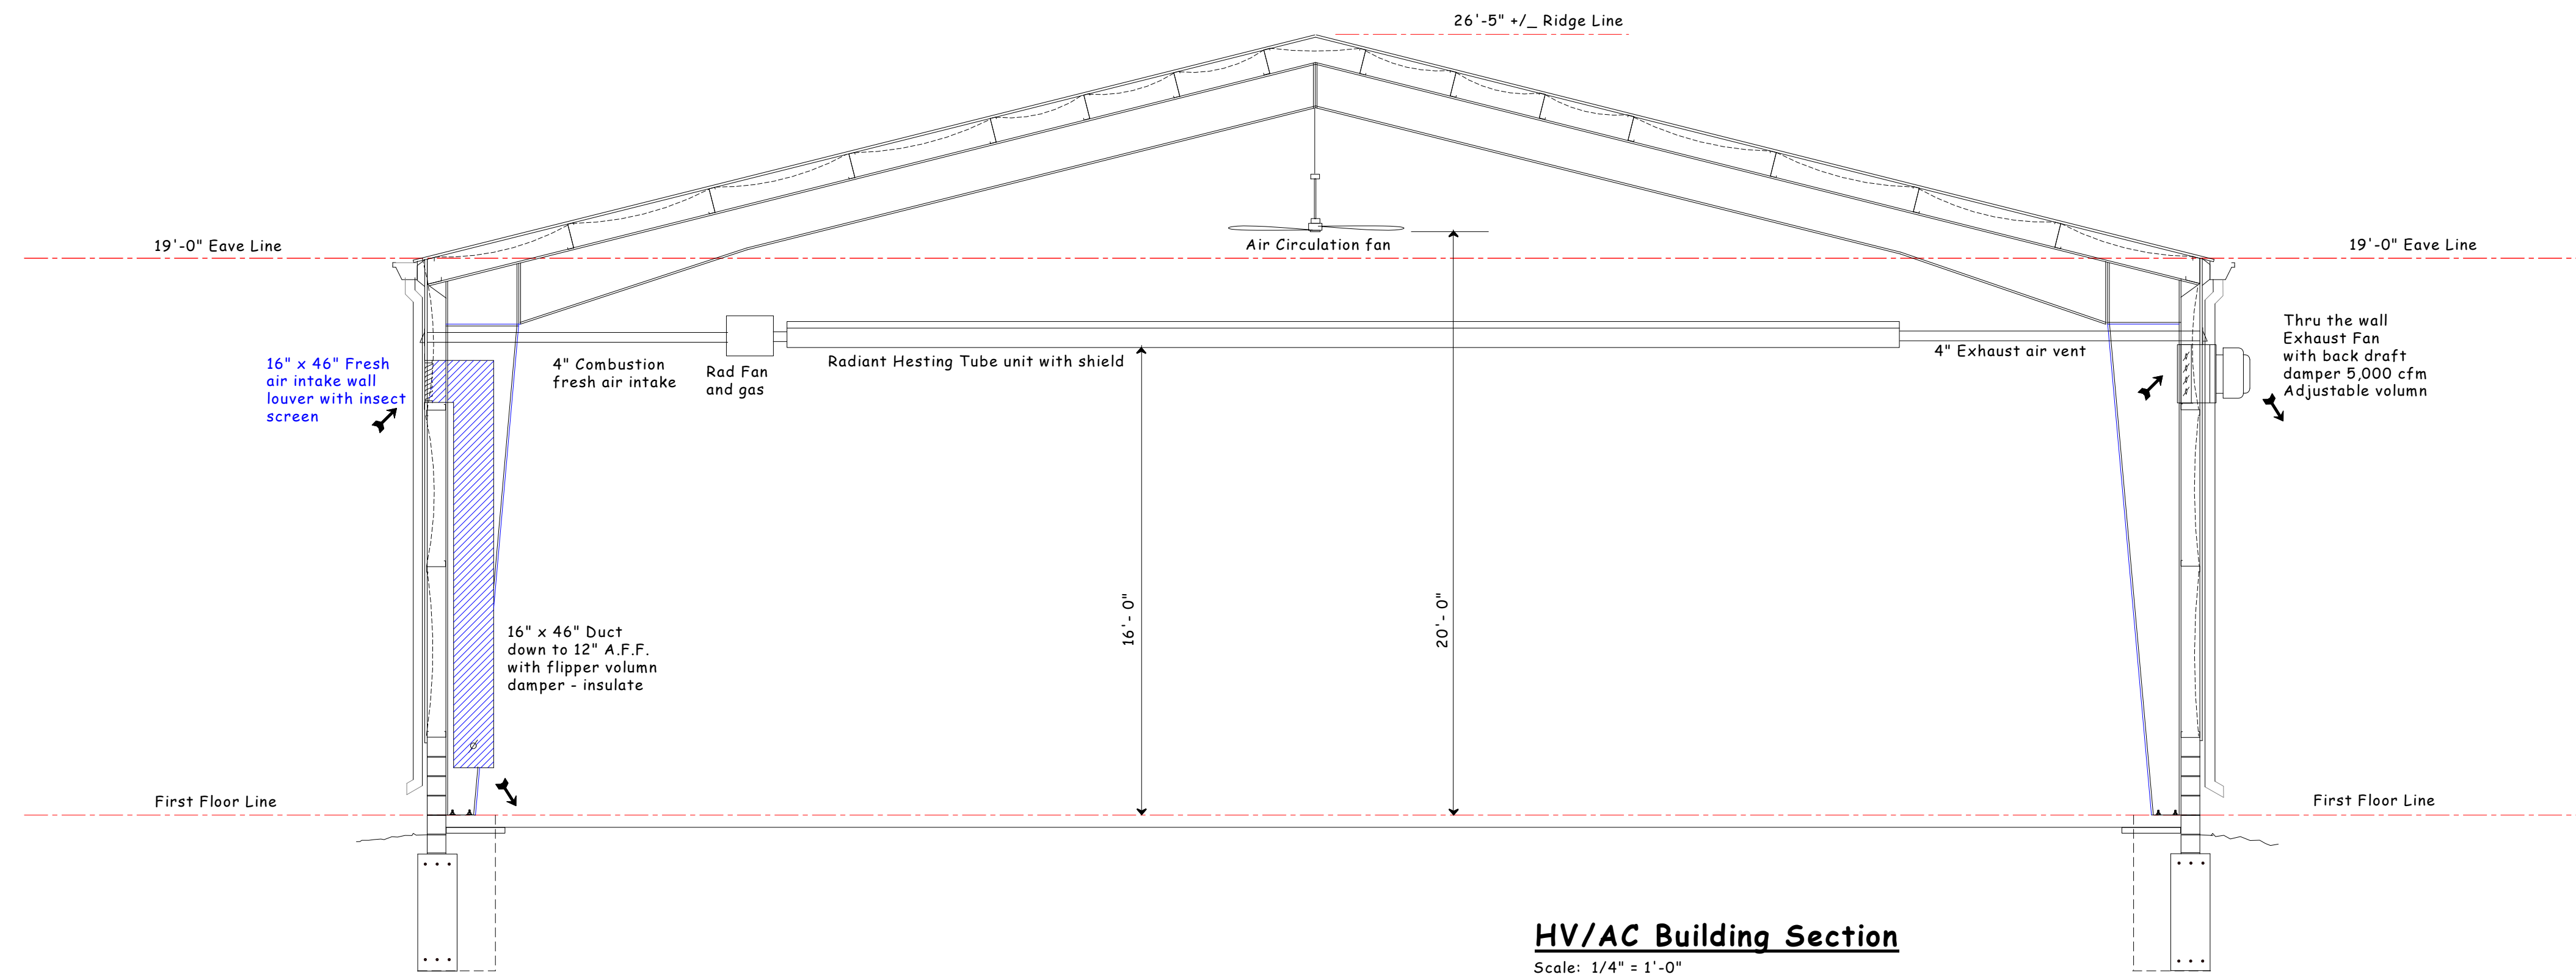 26'-5" +/_ Ridge Line
19'-0" Eave Line
Air Circulation fan
19'-0" Eave Line
16" x 46" Fresh
air intake wall
louver with insect
screen
4" Combustion
fresh air intake
Rad Fan
and gas
Radiant Hesting Tube unit with shield
4" Exhaust air vent
Thru the wall
Exhaust Fan
with back draft
damper 5,000 cfm
Adjustable volumn
16'- 0"
20'- 0"
16" x 46" Duct
down to 12" A.F.F.
with flipper volumn
damper - insulate
First Floor Line
First Floor Line
HV/AC Building Section
Scale: 1/4" = 1'-0"